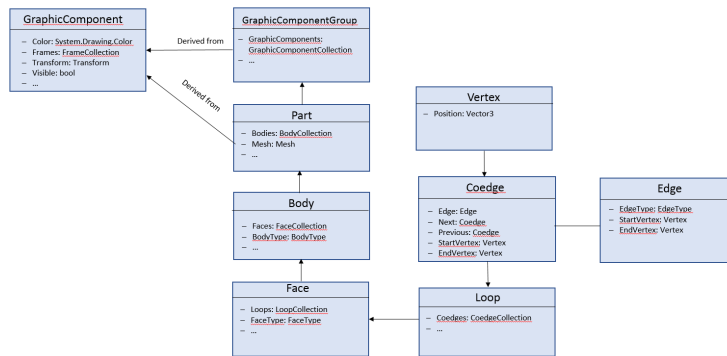 GraphicComponent
– Color: System.Drawing.Color
– Frames: FrameCollection
– Transform: Transform
– Visible: bool
– ...
Derived from
GraphicComponentGroup
– GraphicComponents:
GraphicComponentCollection
– ...
Derived from
Part
– Bodies: BodyCollection
– Mesh: Mesh
– ...
Vertex
– Position: Vector3
Body
– Faces: FaceCollection
– BodyType: BodyType
– ...
Coedge
– Edge: Edge
– Next: Coedge
– Previous: Coedge
– StartVertex: Vertex
– EndVertex: Vertex
Edge
– EdgeType: EdgeType
– StartVertex: Vertex
– EndVertex: Vertex
Face
– Loops: LoopCollection
– FaceType: FaceType
– ...
Loop
– Coedges: CoedgeCollection
– ...